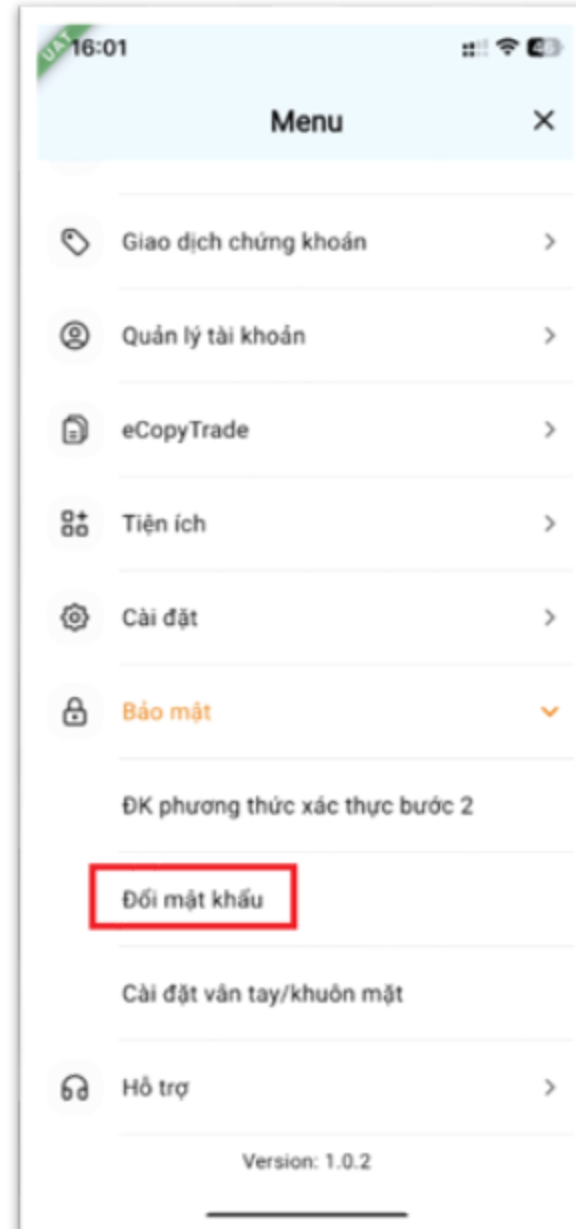 UAT
16:01
Menu
Giao dịch chứng khoán
Quản lý tài khoản
eCopyTrade
Tiện ích
Cài đặt
Bảo mật
ĐK phương thức xác thực bước 2
Đổi mật khẩu
Cài đặt vân tay/khuôn mặt
Hỗ trợ
Version: 1.0.2